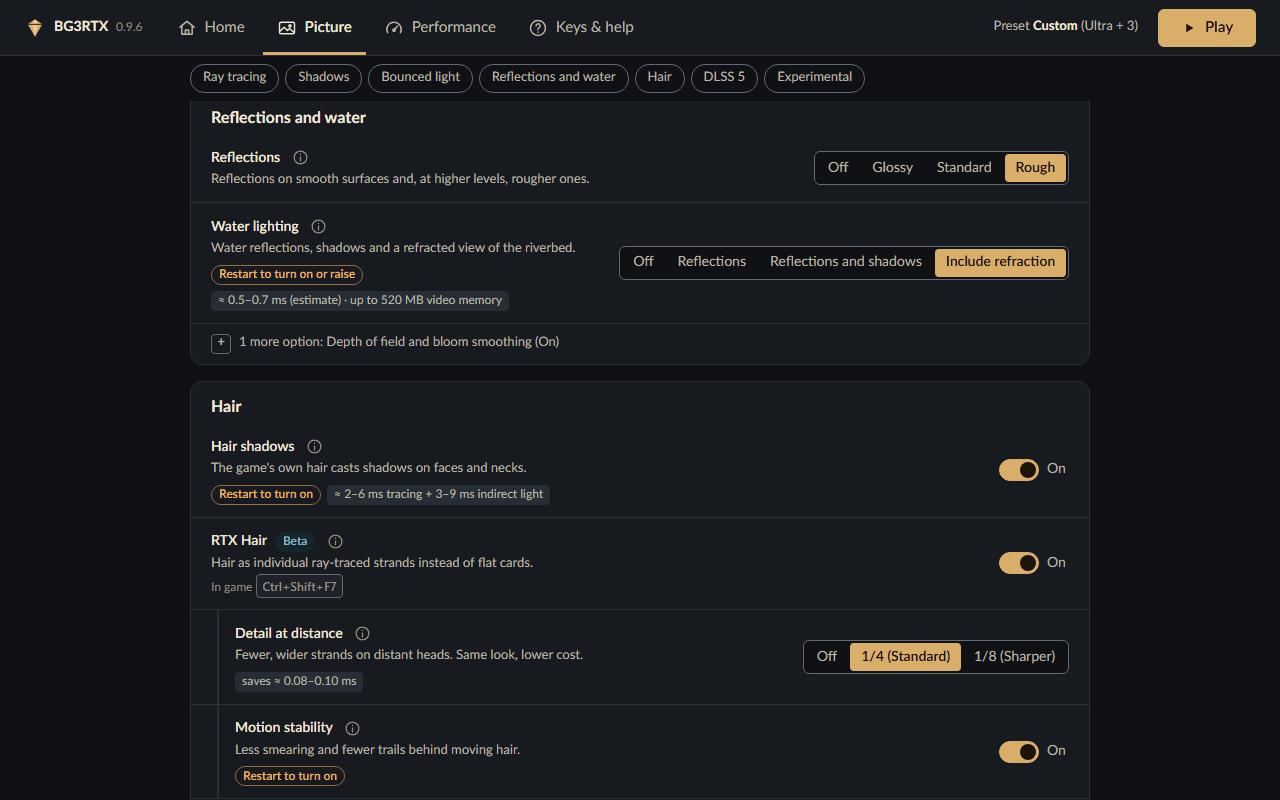 BG3RTX 0.9.6 Home Picture Performance Keys & help Preset Custom (Ultra + 3) Play
Ray tracing Shadows Bounced light Reflections and water Hair DLSS 5 Experimental
Reflections and water
Reflections
Reflections on smooth surfaces and, at higher levels, rougher ones.
Off Glossy Standard Rough
Water lighting
Water reflections, shadows and a refracted view of the riverbed.
Restart to turn on or raise
≈ 0.5–0.7 ms (estimate) · up to 520 MB video memory
Off Reflections Reflections and shadows Include refraction
+ 1 more option: Depth of field and bloom smoothing (On)
Hair
Hair shadows
The game's own hair casts shadows on faces and necks.
Restart to turn on ≈ 2–6 ms tracing + 3–9 ms indirect light
On
RTX Hair Beta
Hair as individual ray-traced strands instead of flat cards.
In game Ctrl+Shift+F7
On
Detail at distance
Fewer, wider strands on distant heads. Same look, lower cost.
saves ≈ 0.08–0.10 ms
Off 1/4 (Standard) 1/8 (Sharper)
Motion stability
Less smearing and fewer trails behind moving hair.
Restart to turn on
On